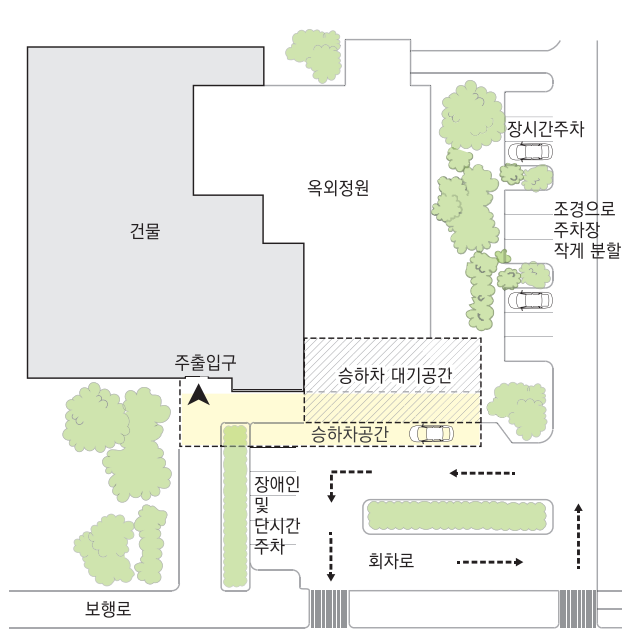 장시간주차
옥외정원
조경으로
주차장
작게 분할
건물
주출입구
승하차 대기공간
승하차공간
장애인
및
단시간
주차
회차로
보행로